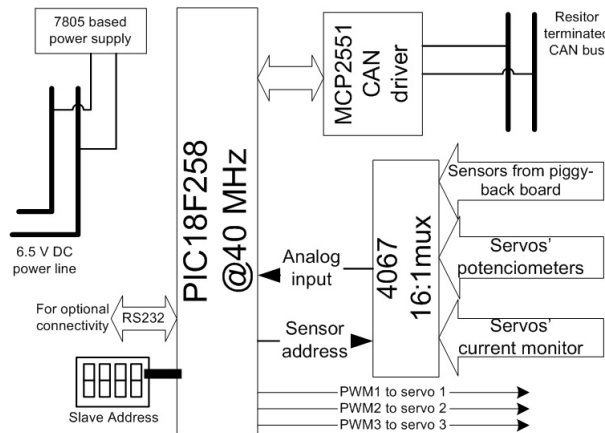 7805 based
power supply
6.5 V DC
power line
For optional
connectivity
RS232
Slave Address
PIC18F258
@40 MHz
MCP2551
CAN
driver
Resitor
terminated
CAN bus
Analog
input
Sensor
address
4067
16:1mux
Sensors from piggy-
back board
Servos'
potenciometers
Servos'
current monitor
PWM1 to servo 1
PWM2 to servo 2
PWM3 to servo 3